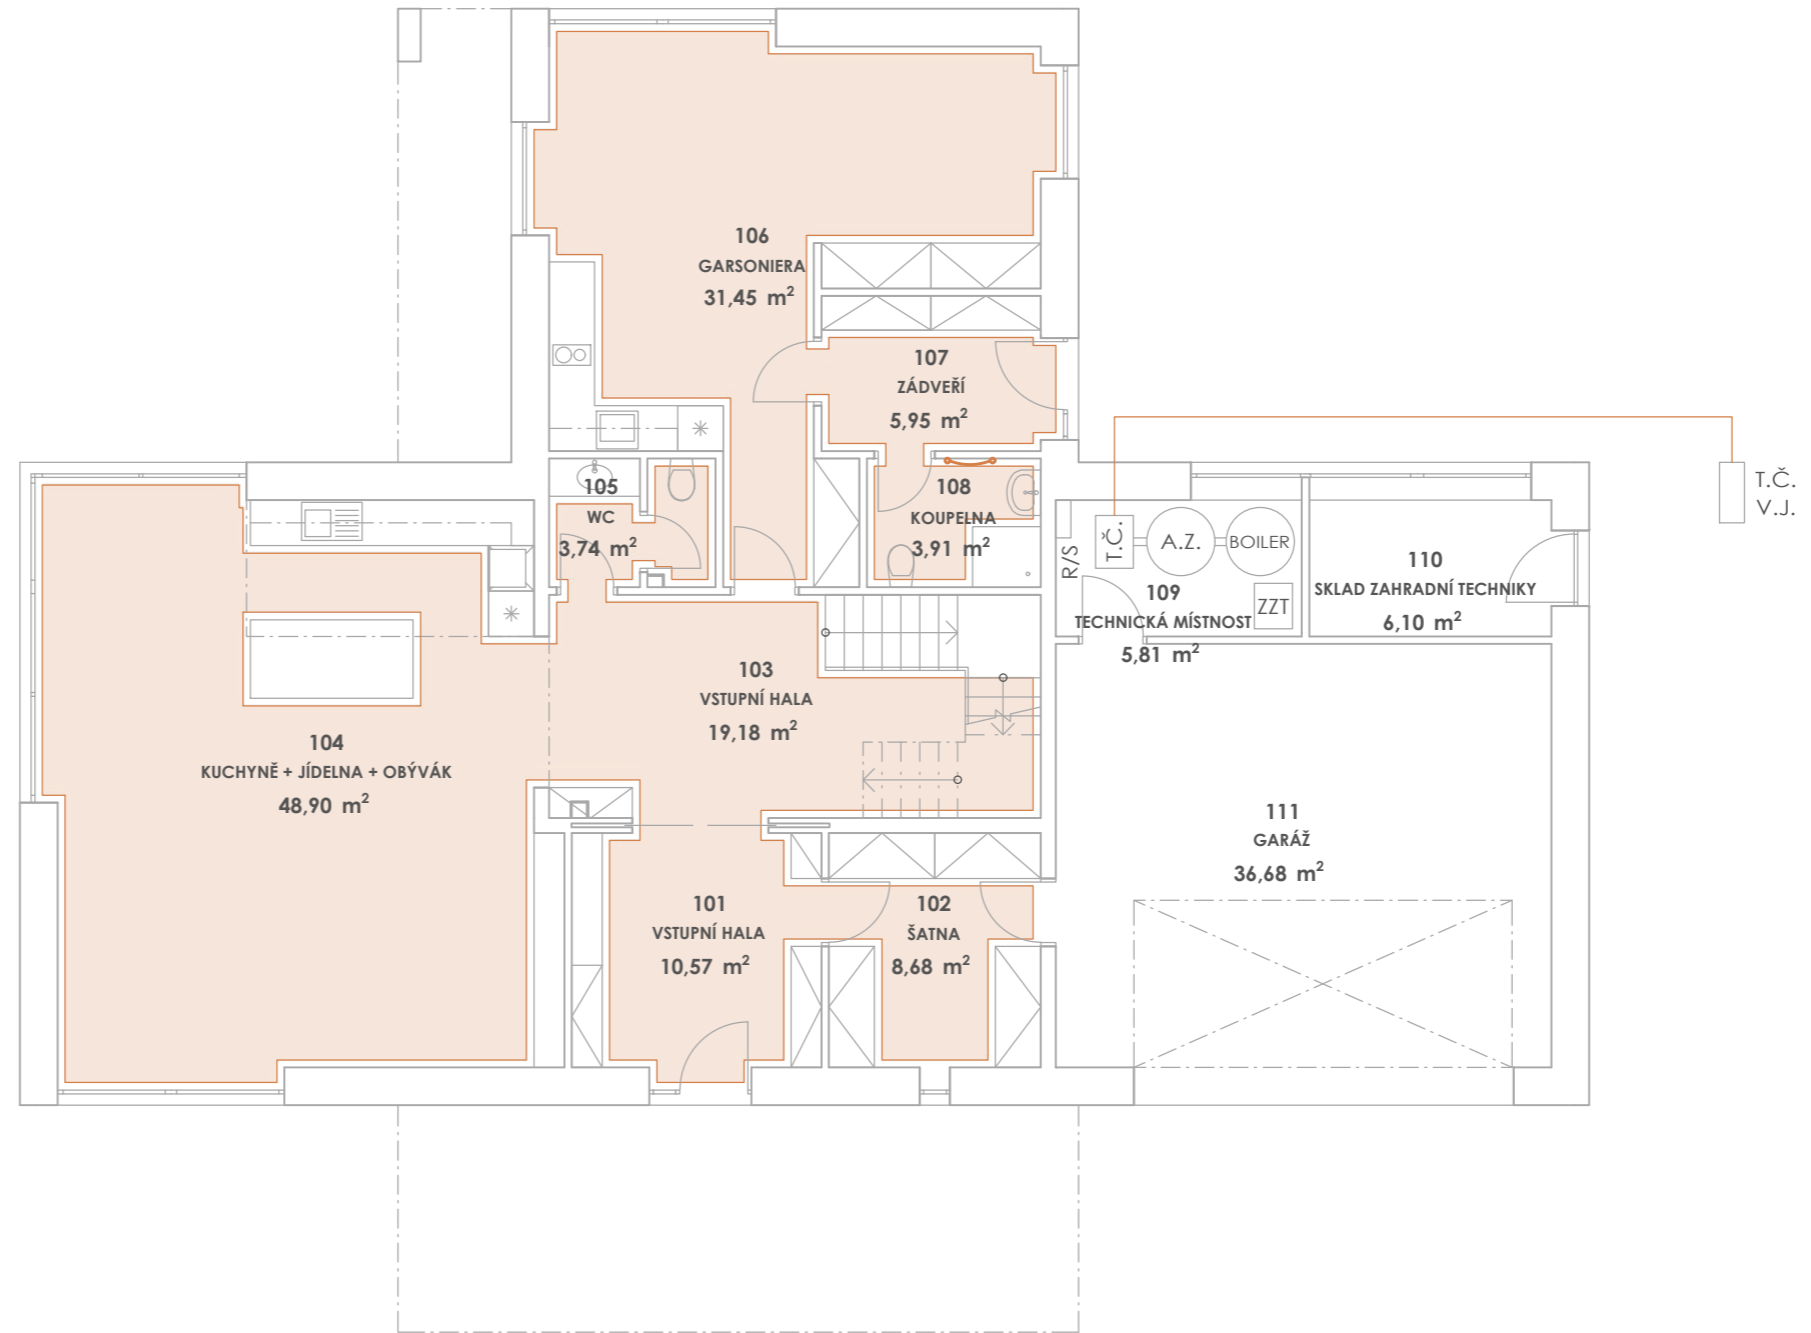 106
GARSONIERA
31,45 m²
107
ZÁDVEŘÍ
5,95 m²
105
WC
3,74 m²
108
KOUPELNA
3,91 m²
R/S
T.Č.
A.Z.
BOILER
ZZT
T.Č.
V.J.
109
TECHNICKÁ MÍSTNOST
5,81 m²
110
SKLAD ZAHRADNÍ TECHNIKY
6,10 m²
103
VSTUPNÍ HALA
19,18 m²
104
KUCHYNĚ + JÍDELNA + OBÝVÁK
48,90 m²
111
GARÁŽ
36,68 m²
101
VSTUPNÍ HALA
10,57 m²
102
ŠATNA
8,68 m²